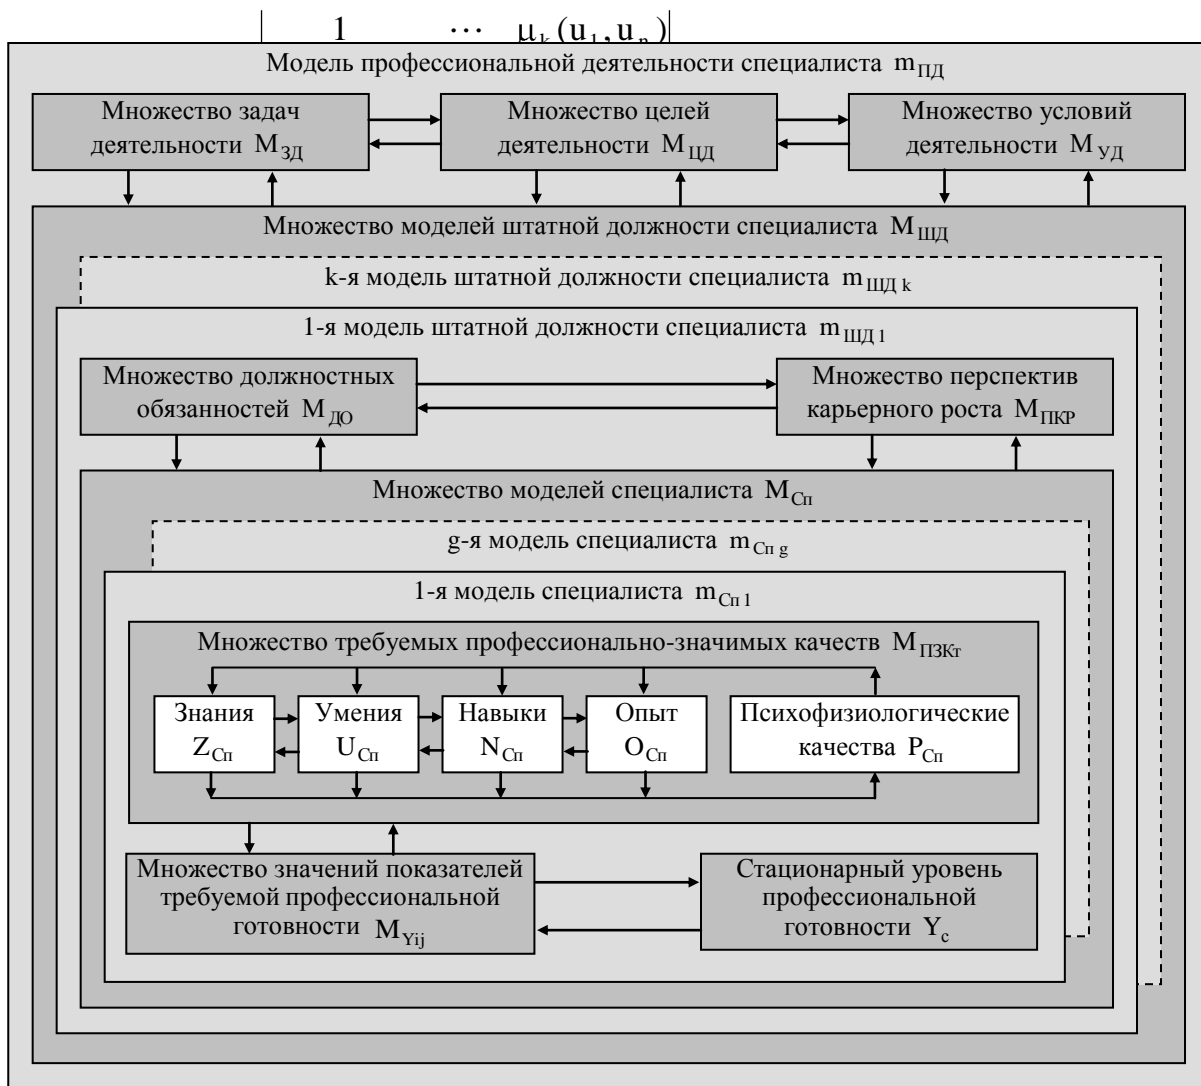 1 ⋯ μk(u1,un)
Модель профессиональной деятельности специалиста mПД
Множество задач
деятельности MЗД
Множество целей
деятельности MЦД
Множество условий
деятельности MУД
Множество моделей штатной должности специалиста MШД
k-я модель штатной должности специалиста mШД k
1-я модель штатной должности специалиста mШД 1
Множество должностных
обязанностей MДО
Множество перспектив
карьерного роста MПКР
Множество моделей специалиста MСп
g-я модель специалиста mСп g
1-я модель специалиста mСп 1
Множество требуемых профессионально-значимых качеств MПЗКт
Знания
ZСп
Умения
UСп
Навыки
NСп
Опыт
OСп
Психофизиологические
качества PСп
Множество значений показателей
требуемой профессиональной
готовности MYij
Стационарный уровень
профессиональной
готовности Yc